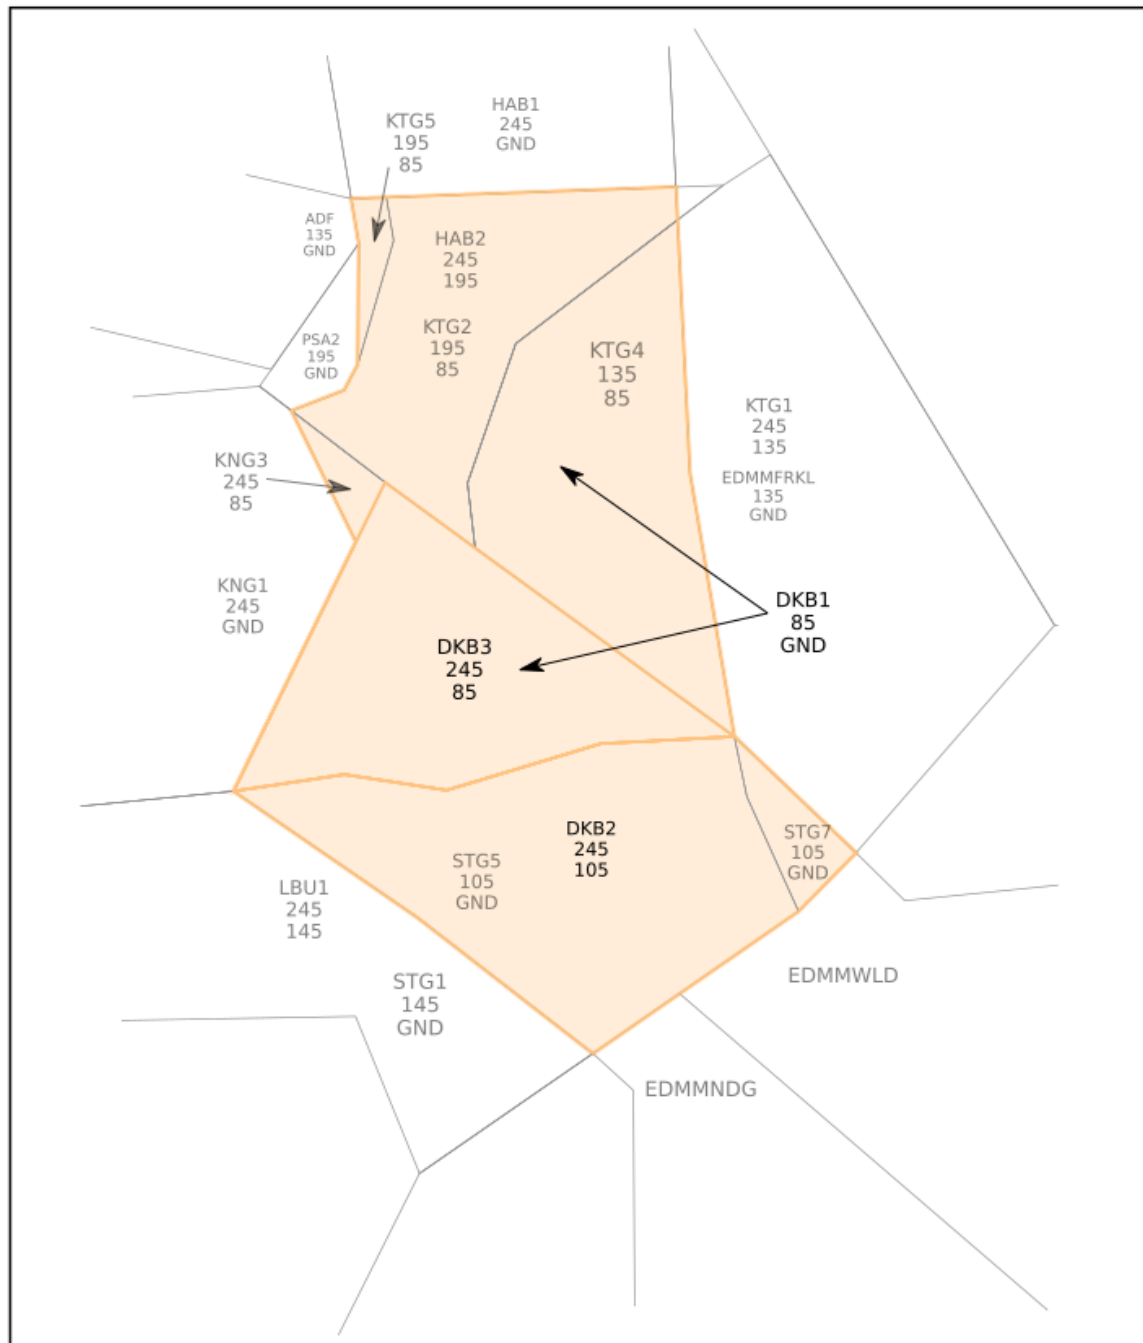 HAB1
245
GND
KTG5
195
85
ADF
135
GND
HAB2
245
195
PSA2
195
GND
KTG2
195
85
KTG4
135
85
KTG1
245
135
EDMMFRKL
135
GND
KNG3
245
85
KNG1
245
GND
DKB1
85
GND
DKB3
245
85
DKB2
245
105
STG7
105
GND
STG5
105
GND
LBU1
245
145
STG1
145
GND
EDMMWLD
EDMMNDG